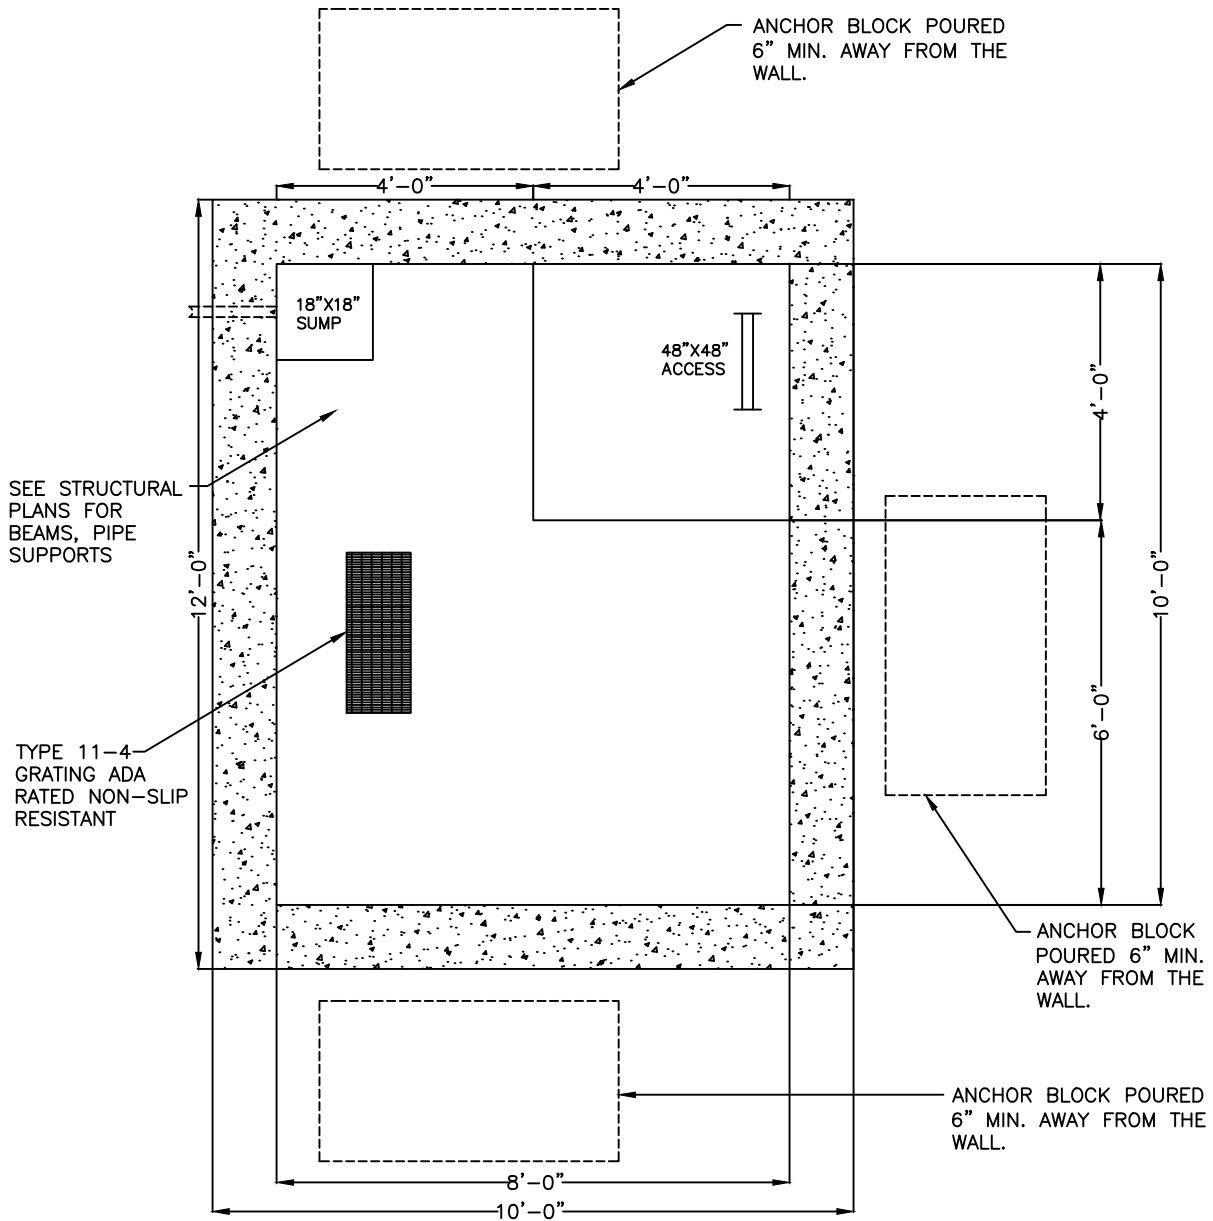 ANCHOR BLOCK POURED
6” MIN. AWAY FROM THE
WALL.
4'-0”
4'-0”
18”X18”
SUMP
48”X48”
ACCESS
4'-0”
SEE STRUCTURAL
PLANS FOR
BEAMS, PIPE
SUPPORTS
12'-0”
10'-0”
6'-0”
TYPE 11-4
GRATING ADA
RATED NON-SLIP
RESISTANT
ANCHOR BLOCK
POURED 6” MIN.
AWAY FROM THE
WALL.
ANCHOR BLOCK POURED
6” MIN. AWAY FROM THE
WALL.
8'-0”
10'-0”